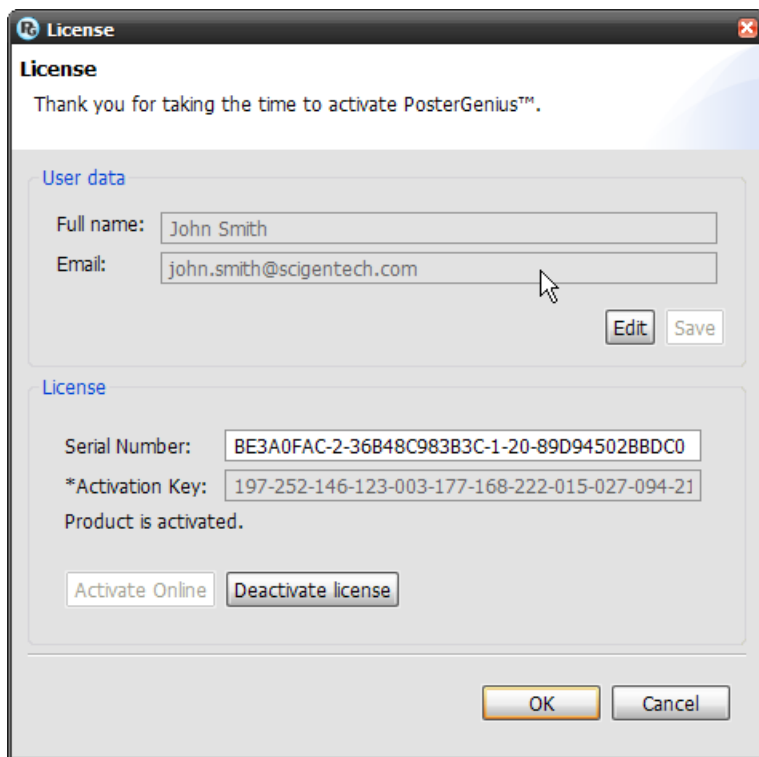 License
License
Thank you for taking the time to activate PosterGenius™.
User data
Full name: John Smith
Email: john.smith@scigentech.com
Edit Save
License
Serial Number: BE3A0FAC-2-36B48C983B3C-1-20-89D94502BBDC0
*Activation Key: 197-252-146-123-003-177-168-222-015-027-094-21
Product is activated.
Activate Online Deactivate license
OK Cancel